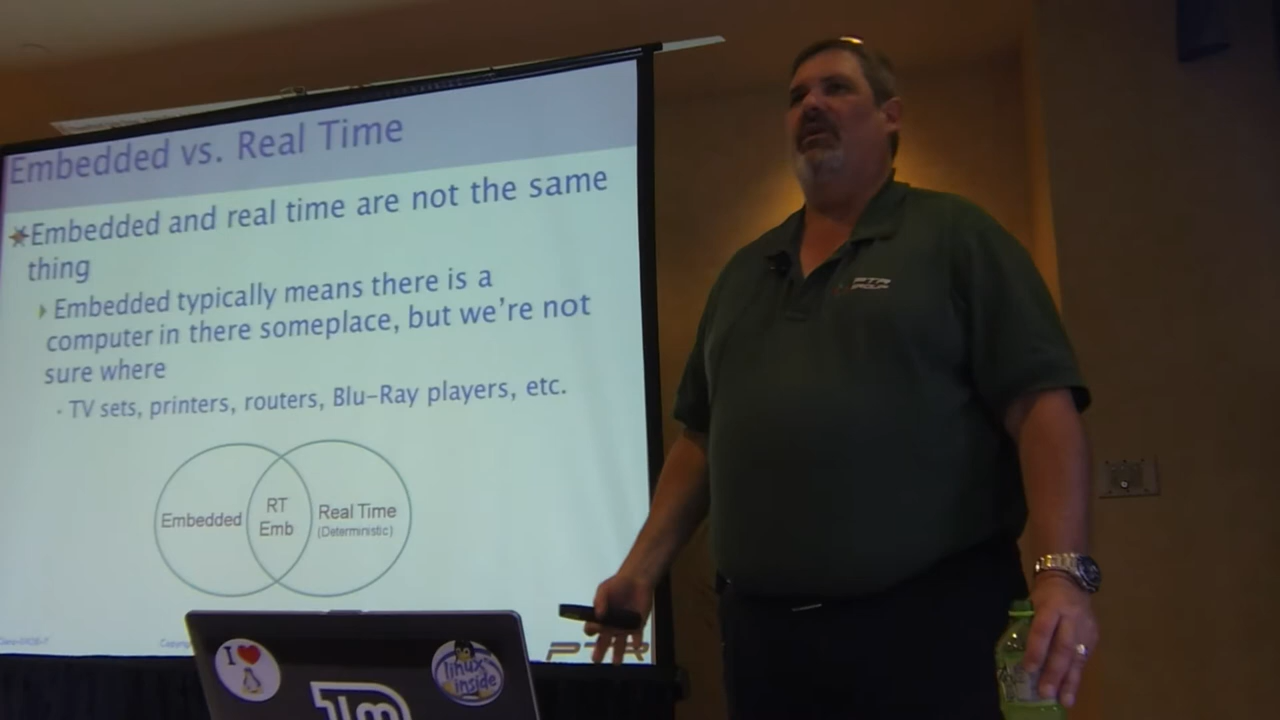 Embedded vs. Real Time
Embedded and real time are not the same
thing
Embedded typically means there is a
computer in there someplace, but we're not
sure where
· TV sets, printers, routers, Blu-Ray players, etc.
Embedded
RT
Emb
Real Time
(Deterministic)
PTR
GROUP
PTR
I
linux
inside